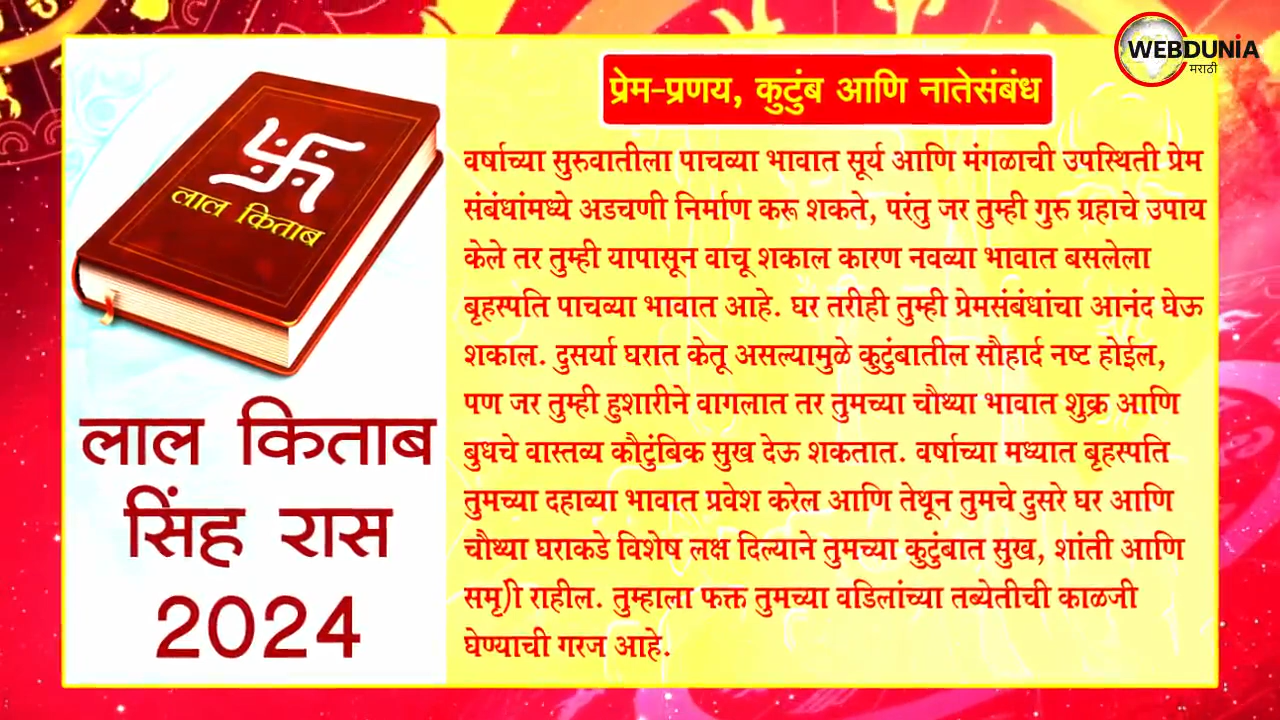 WEBDUNIA
मराठी
प्रेम-प्रणय, कुटुंब आणि नातेसंबंध
वर्षाच्या सुरुवातीला पाचव्या भावात सूर्य आणि मंगळाची उपस्थिती प्रेम
संबंधांमध्ये अडचणी निर्माण करू शकते, परंतु जर तुम्ही गुरु ग्रहाचे उपाय
केले तर तुम्ही यापासून वाचू शकाल कारण नवव्या भावात बसलेला
बृहस्पति पाचव्या भावात आहे. घर तरीही तुम्ही प्रेमसंबंधांचा आनंद घेऊ
शकाल. दुसर्या घरात केतू असल्यामुळे कुटुंबातील सौहार्द नष्ट होईल,
पण जर तुम्ही हुशारीने वागलात तर तुमच्या चौथ्या भावात शुक्र आणि
बुधचे वास्तव्य कौटुंबिक सुख देऊ शकतात. वर्षाच्या मध्यात बृहस्पति
तुमच्या दहाव्या भावात प्रवेश करेल आणि तेथून तुमचे दुसरे घर आणि
चौथ्या घराकडे विशेष लक्ष दिल्याने तुमच्या कुटुंबात सुख, शांती आणि
समृ)ी राहील. तुम्हाला फक्त तुमच्या वडिलांच्या तब्येतीची काळजी
घेण्याची गरज आहे.
लाल किताब
लाल किताब
सिंह रास
2024